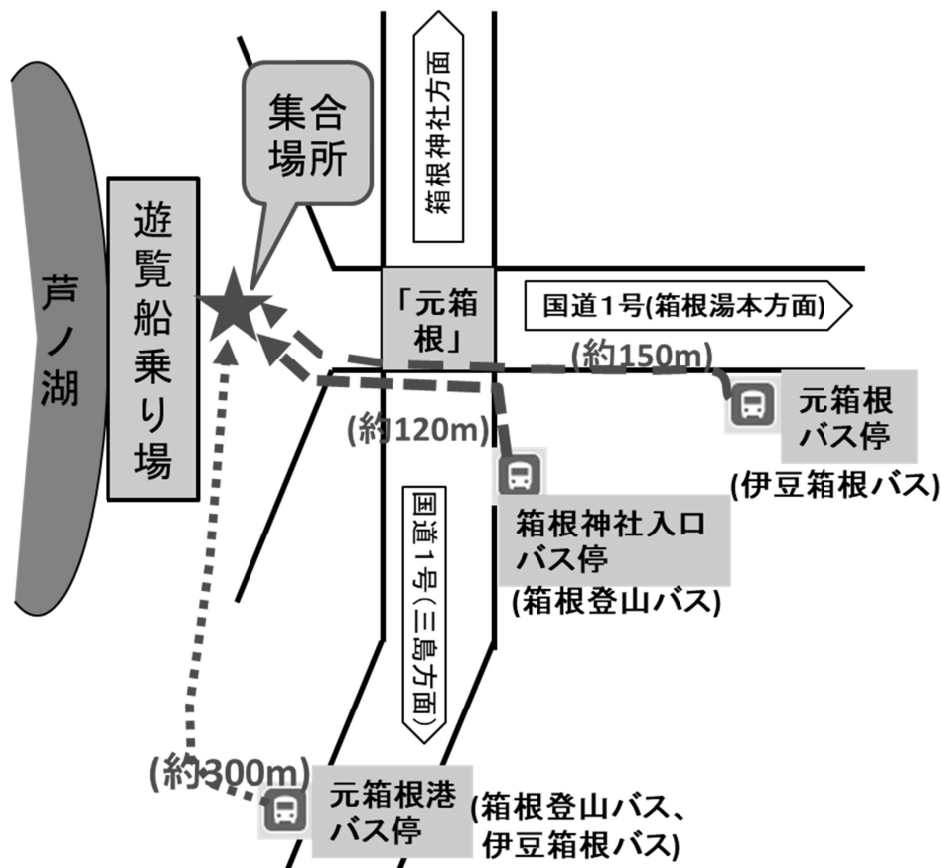 集合
場所
箱根神社方面
芦ノ湖
遊覧船乗り場
「元箱
根」
国道1号(箱根湯本方面)
(約150m)
元箱根
バス停
(伊豆箱根バス)
(約120m)
箱根神社入口
バス停
(箱根登山バス)
国道1号(三島方面)
(約300m)
元箱根港
バス停
(箱根登山バス、
伊豆箱根バス)